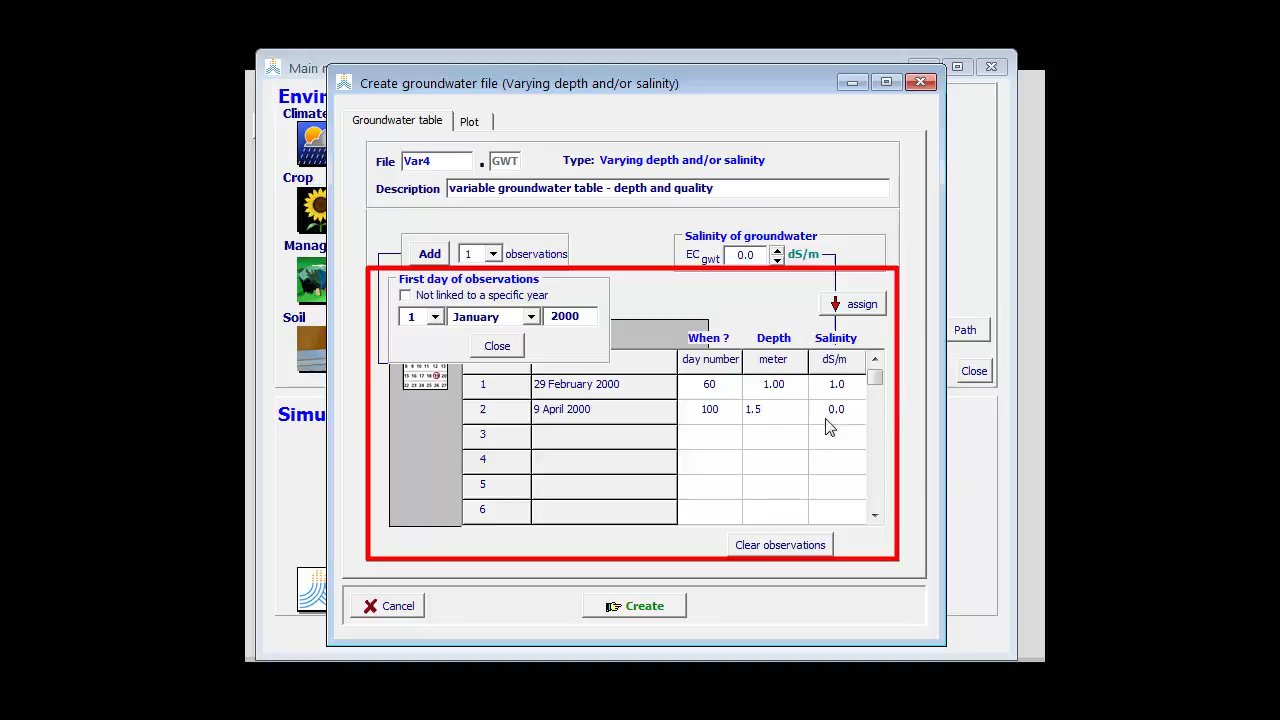 Main
Create groundwater file (Varying depth and/or salinity)
Groundwater table
Plot
File Var4 . GWT
Type: Varying depth and/or salinity
Description variable groundwater table - depth and quality
Add 1 observations
Salinity of groundwater
EC gwt 0.0 dS/m
First day of observations
Not linked to a specific year
1 January 2000
Close
assign
When ? Depth Salinity
day number meter dS/m
1 29 February 2000 60 1.00 1.0
2 9 April 2000 100 1.5 0.0
3
4
5
6
Clear observations
Cancel
Create
Climate
Crop
Soil
Path
Close